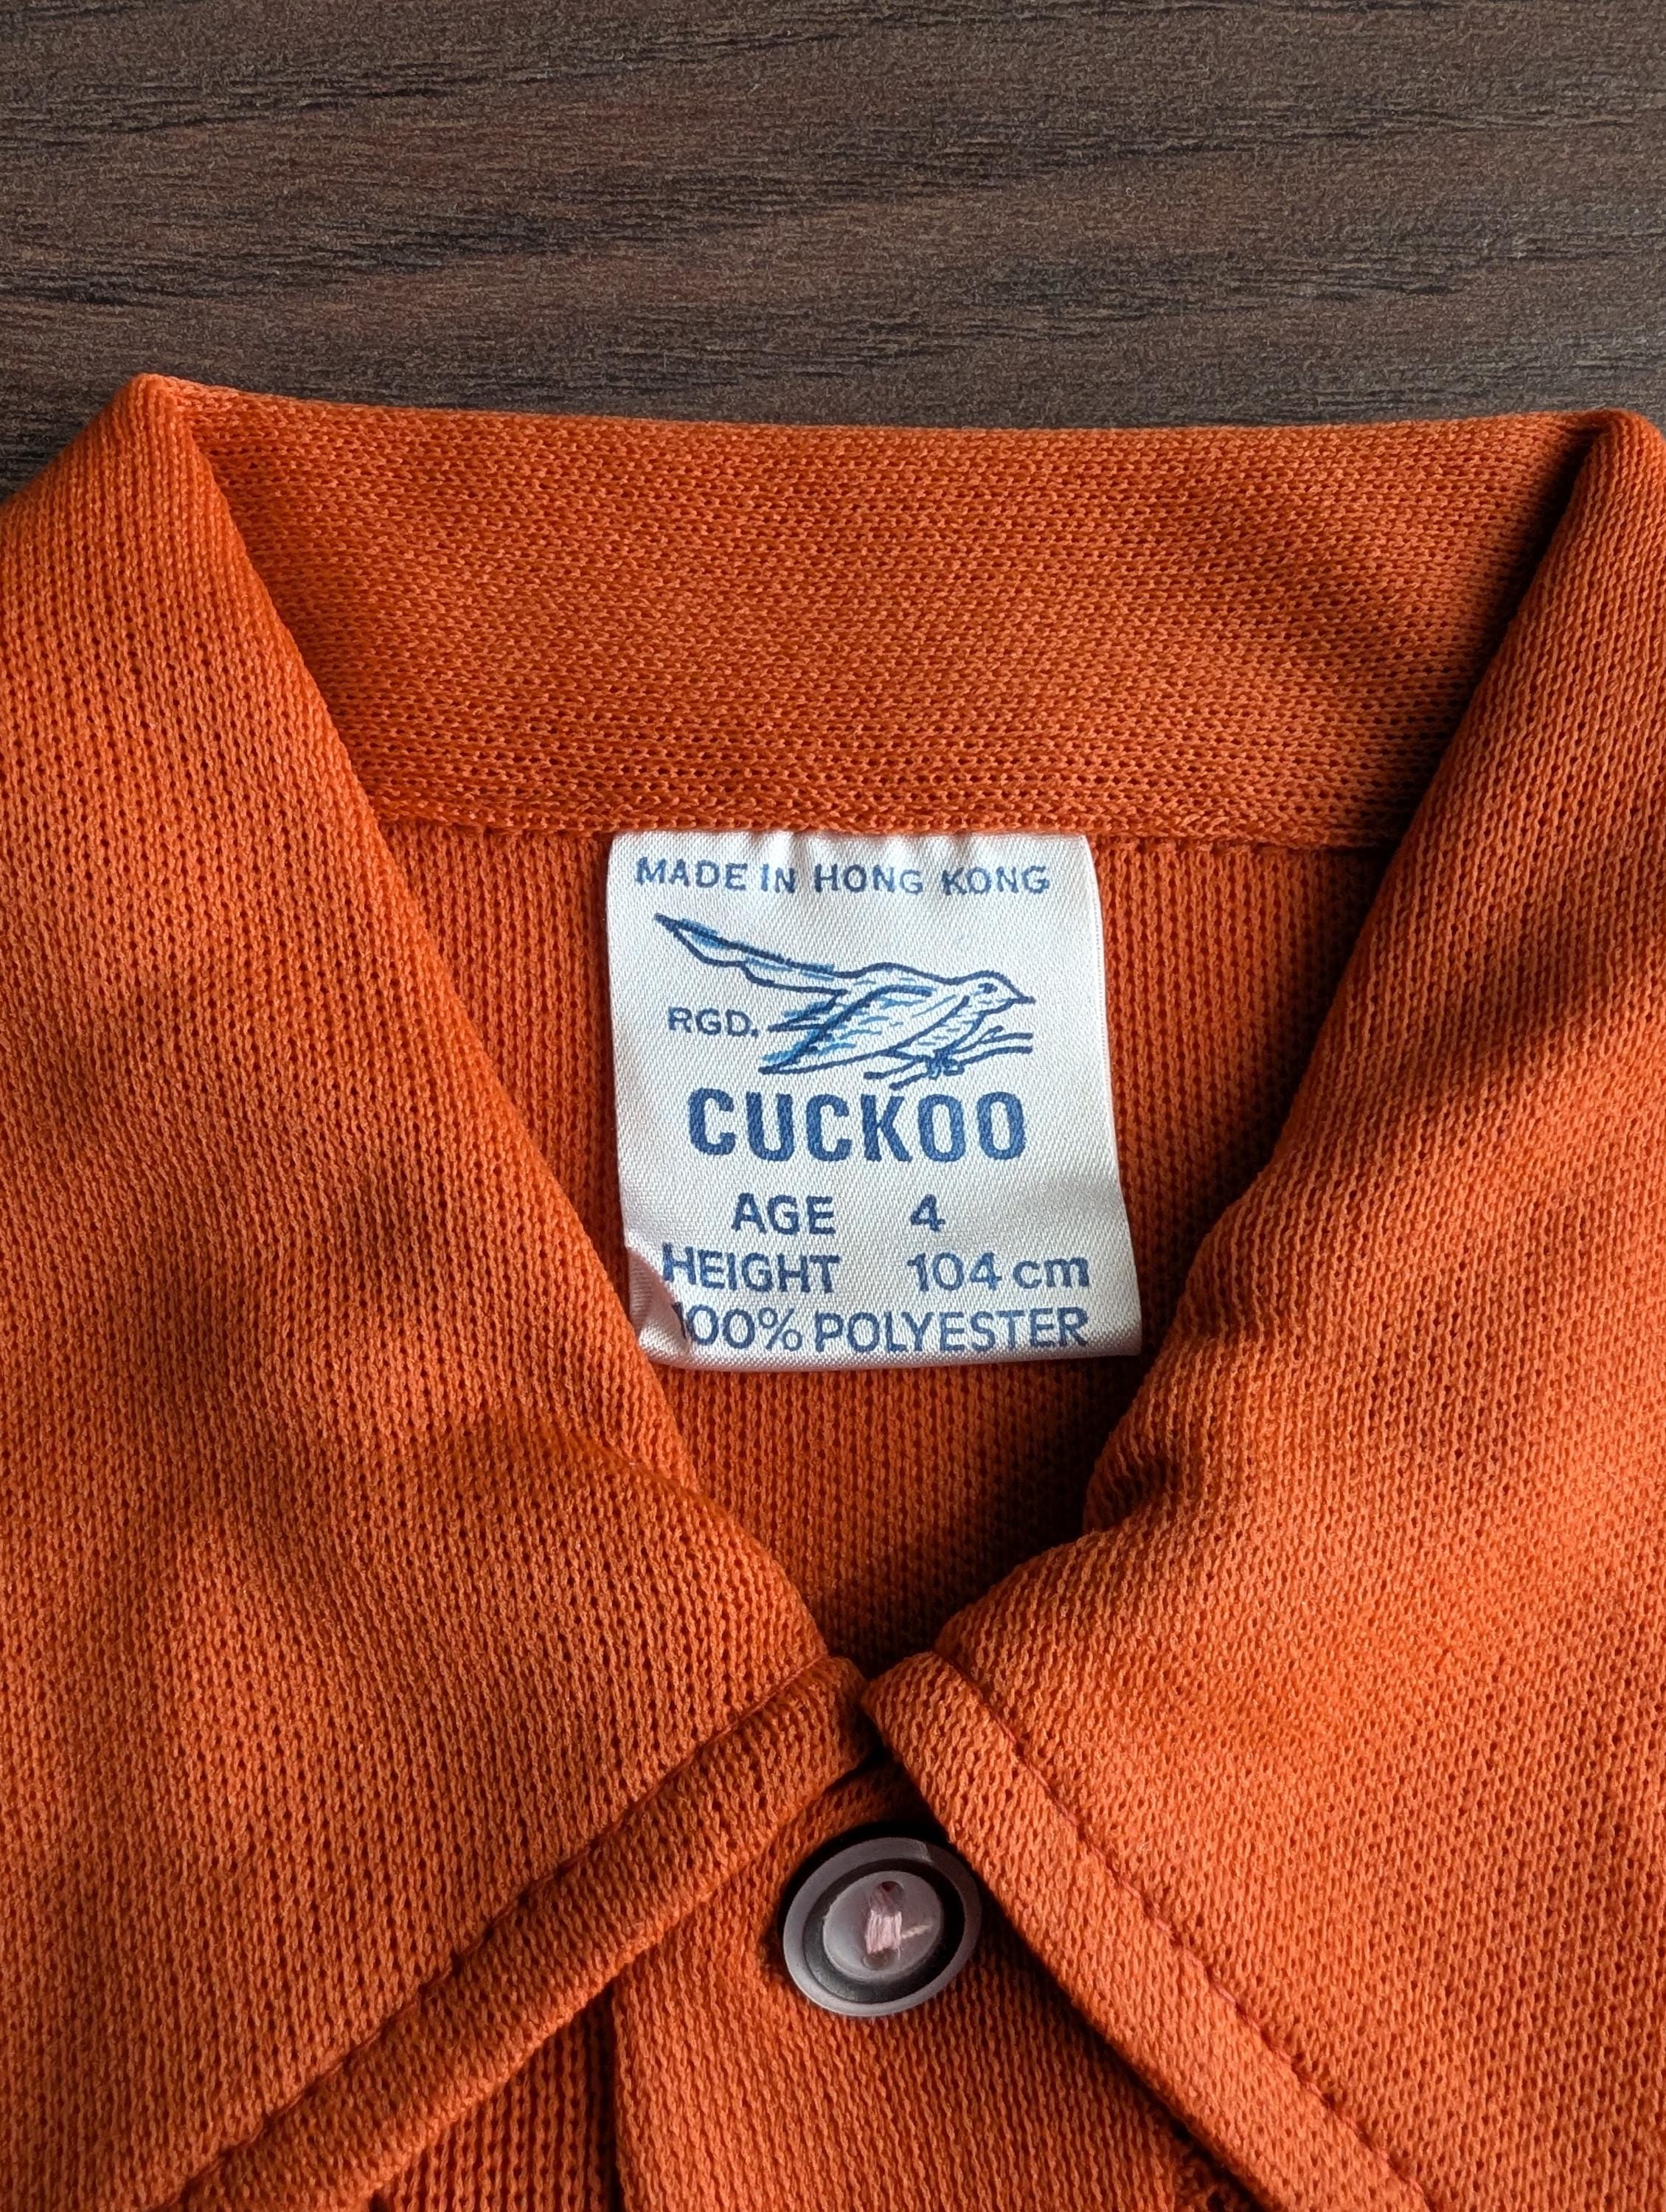 MADE IN HONG KONG
RGD.
CUCKOO
AGE 4
HEIGHT 104 cm
100% POLYESTER